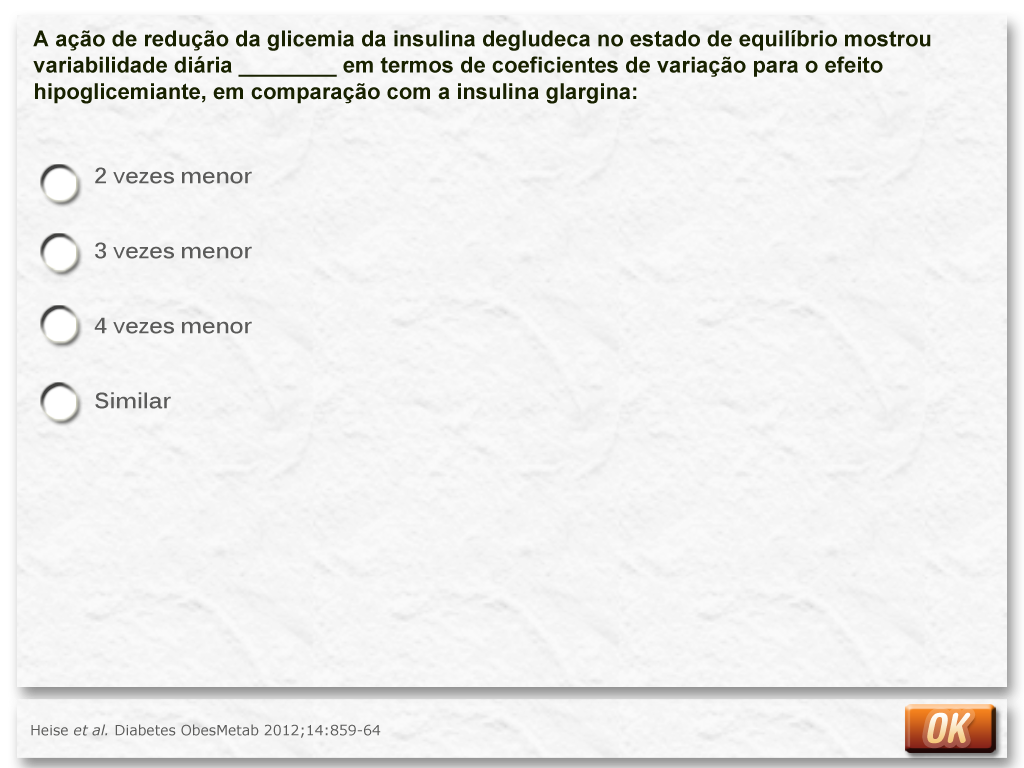 A ação de redução da glicemia da insulina degludeca no estado de equilíbrio mostrou
variabilidade diária ________ em termos de coeficientes de variação para o efeito
hipoglicemiante, em comparação com a insulina glargina:
2 vezes menor
3 vezes menor
4 vezes menor
Similar
Heise et al. Diabetes ObesMetab 2012;14:859-64
OK